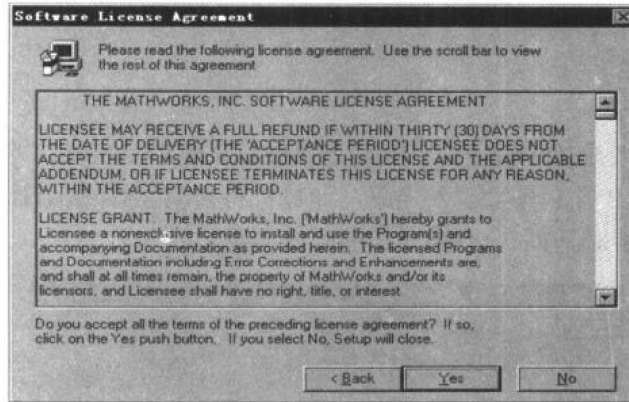 Software License Agreement
Please read the following license agreement. Use the scroll bar to view
the rest of this agreement
THE MATHWORKS, INC. SOFTWARE LICENSE AGREEMENT
LICENSEE MAY RECEIVE A FULL REFUND IF WITHIN THIRTY (30) DAYS FROM
THE DATE OF DELIVERY (THE 'ACCEPTANCE PERIOD') LICENSEE DOES NOT
ACCEPT THE TERMS AND CONDITIONS OF THIS LICENSE AND THE APPLICABLE
ADDENDUM, OR IF LICENSEE TERMINATES THIS LICENSE FOR ANY REASON,
WITHIN THE ACCEPTANCE PERIOD.
LICENSE GRANT. The MathWorks, Inc. ('MathWorks') hereby grants to
Licensee a nonexclusive license to install and use the Program(s) and
accompanying Documentation as provided herein. The licensed Programs
and Documentation including Error Corrections and Enhancements are,
and shall at all times remain, the property of MathWorks and/or its
licensors, and Licensee shall have no right, title, or interest
Do you accept all the terms of the preceding license agreement? If so,
click on the Yes push button. If you select No, Setup will close.
< Back Yes No